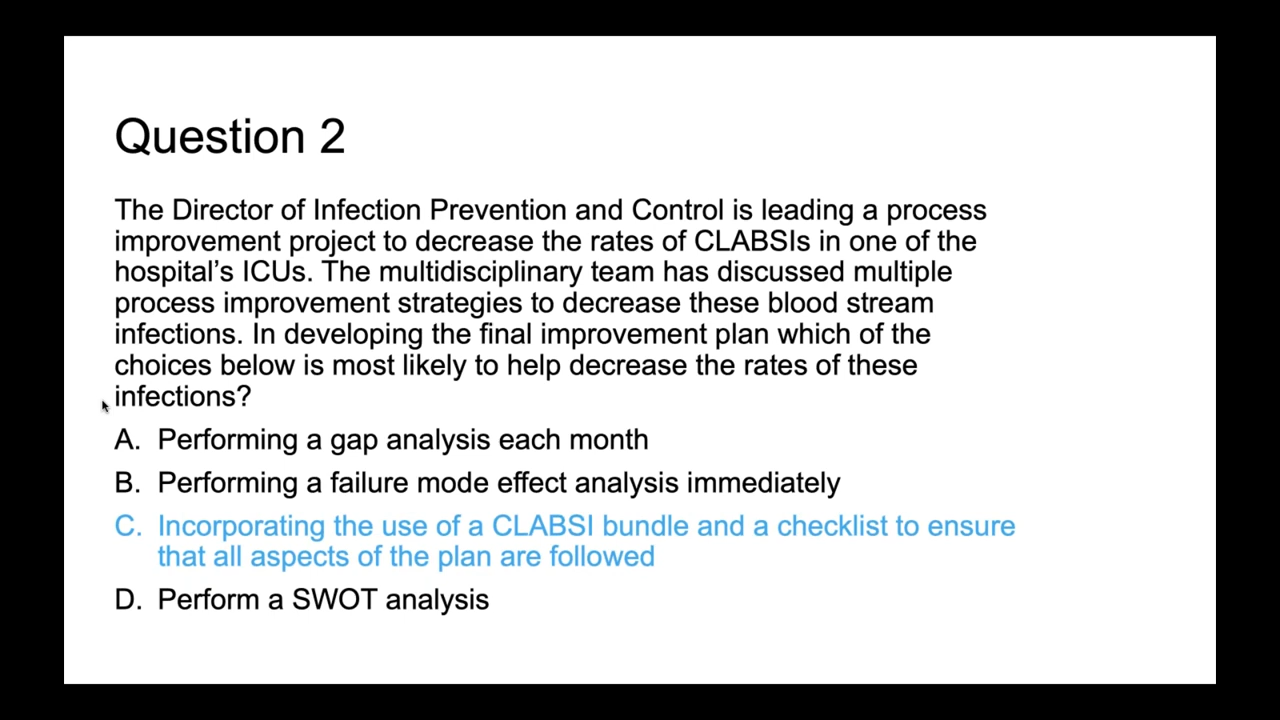 Question 2
The Director of Infection Prevention and Control is leading a process
improvement project to decrease the rates of CLABSIs in one of the
hospital’s ICUs. The multidisciplinary team has discussed multiple
process improvement strategies to decrease these blood stream
infections. In developing the final improvement plan which of the
choices below is most likely to help decrease the rates of these
infections?
A. Performing a gap analysis each month
B. Performing a failure mode effect analysis immediately
C. Incorporating the use of a CLABSI bundle and a checklist to ensure
that all aspects of the plan are followed
D. Perform a SWOT analysis